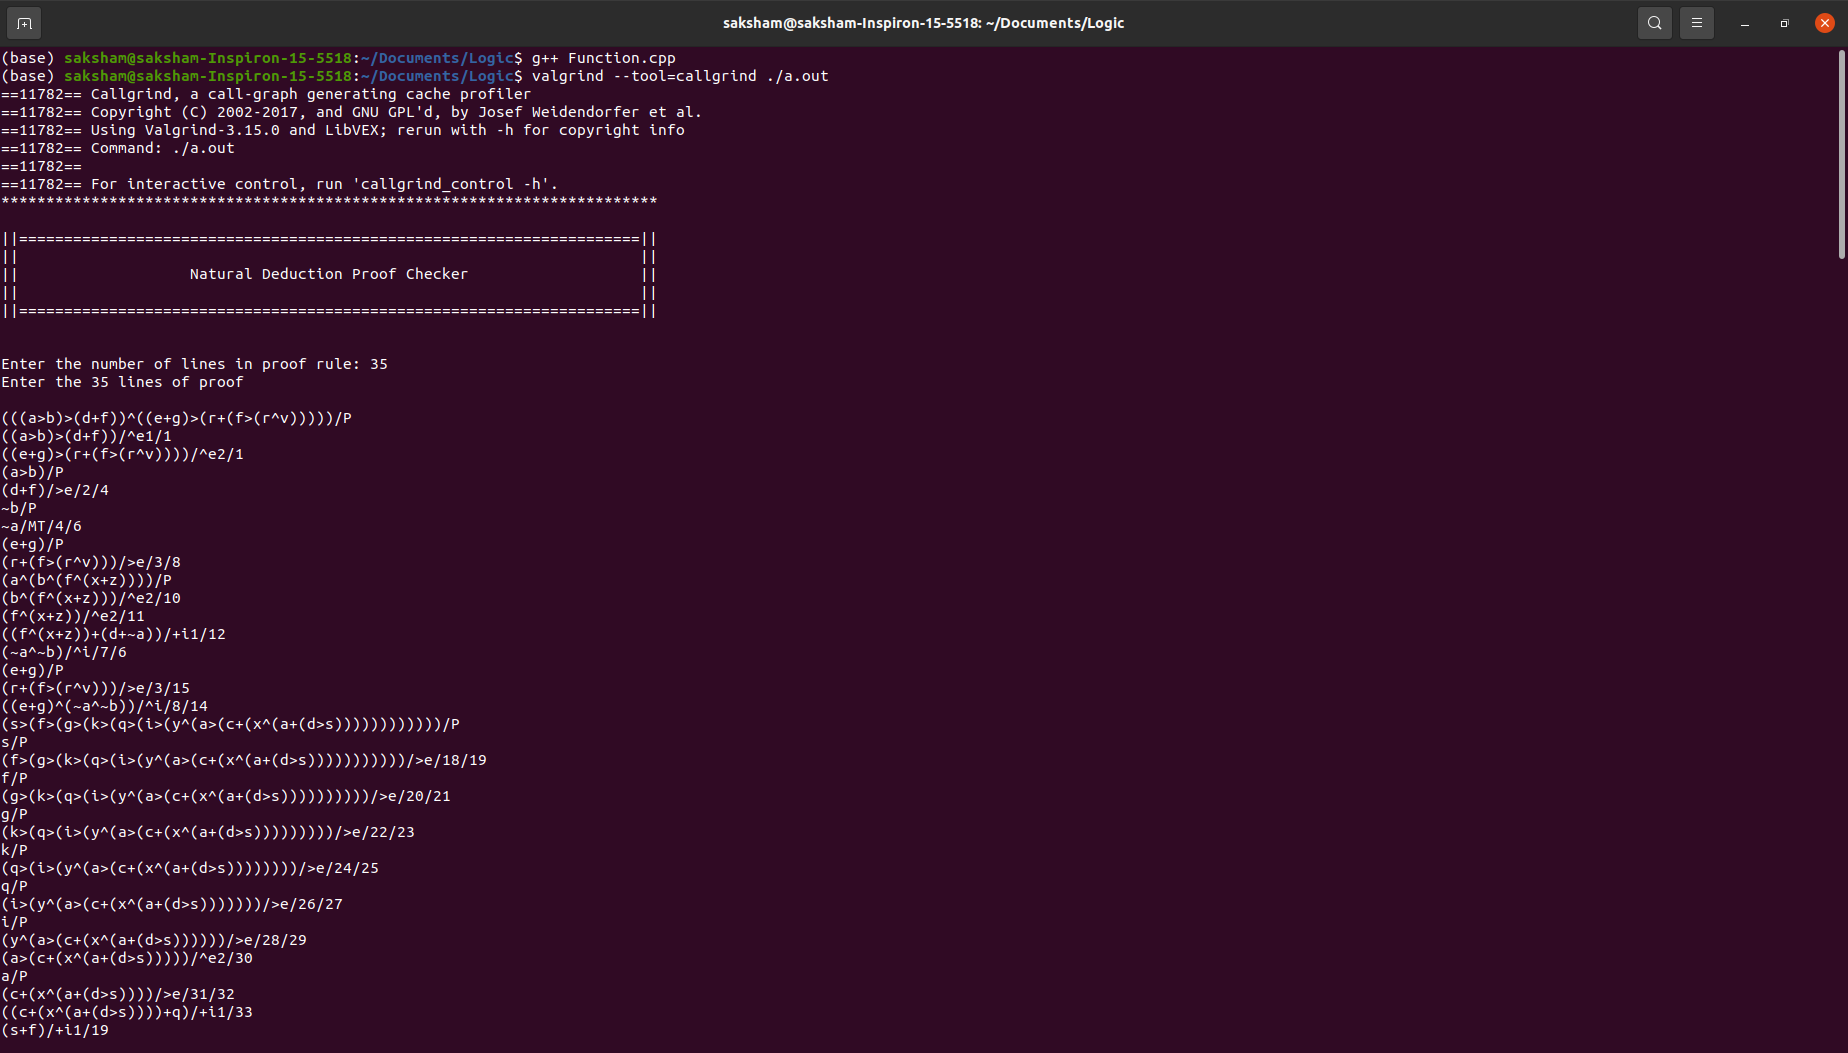 saksham@saksham-Inspiron-15-5518: ~/Documents/Logic
(base) saksham@saksham-Inspiron-15-5518:~/Documents/Logic$ g++ Function.cpp
(base) saksham@saksham-Inspiron-15-5518:~/Documents/Logic$ valgrind --tool=callgrind ./a.out
==11782== Callgrind, a call-graph generating cache profiler
==11782== Copyright (C) 2002-2017, and GNU GPL'd, by Josef Weidendorfer et al.
==11782== Using Valgrind-3.15.0 and LibVEX; rerun with -h for copyright info
==11782== Command: ./a.out
==11782==
==11782== For interactive control, run 'callgrind_control -h'.
*************************************************************************

||=====================================================================||
||                                                                     ||
||                   Natural Deduction Proof Checker                   ||
||                                                                     ||
||=====================================================================||

Enter the number of lines in proof rule: 35
Enter the 35 lines of proof

(((a>b)>(d+f))^((e+g)>(r+(f>(r^v)))))/P
((a>b)>(d+f))/^e1/1
((e+g)>(r+(f>(r^v))))/^e2/1
(a>b)/P
(d+f)/>e/2/4
~b/P
~a/MT/4/6
(e+g)/P
(r+(f>(r^v)))/>e/3/8
(a^(b^(f^(x+z))))/P
(b^(f^(x+z)))/^e2/10
(f^(x+z))/^e2/11
((f^(x+z))+(d+~a))/+i1/12
(~a^~b)/^i/7/6
(e+g)/P
(r+(f>(r^v)))/>e/3/15
((e+g)^(~a^~b))/^i/8/14
(s>(f>(g>(k>(q>(i>(y^(a>(c+(x^(a+(d>s))))))))))))/P
s/P
(f>(g>(k>(q>(i>(y^(a>(c+(x^(a+(d>s)))))))))))/>e/18/19
f/P
(g>(k>(q>(i>(y^(a>(c+(x^(a+(d>s))))))))))/>e/20/21
g/P
(k>(q>(i>(y^(a>(c+(x^(a+(d>s)))))))))/>e/22/23
k/P
(q>(i>(y^(a>(c+(x^(a+(d>s))))))))/>e/24/25
q/P
(i>(y^(a>(c+(x^(a+(d>s)))))))/>e/26/27
i/P
(y^(a>(c+(x^(a+(d>s))))))/>e/28/29
(a>(c+(x^(a+(d>s)))))/^e2/30
a/P
(c+(x^(a+(d>s))))/>e/31/32
((c+(x^(a+(d>s))))+q)/+i1/33
(s+f)/+i1/19